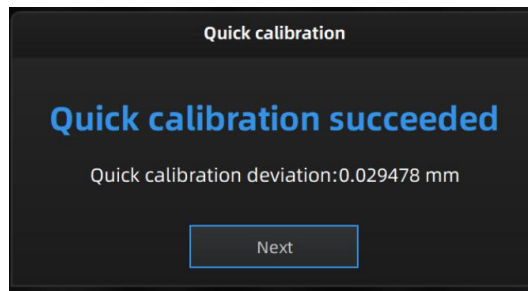 Quick calibration
Quick calibration succeeded
Quick calibration deviation:0.029478 mm
Next